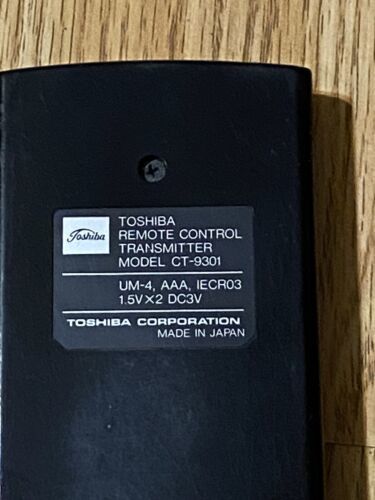 Toshiba
TOSHIBA
REMOTE CONTROL
TRANSMITTER
MODEL CT-9301
UM-4, AAA, IECR03
1.5V×2 DC3V
TOSHIBA CORPORATION
MADE IN JAPAN